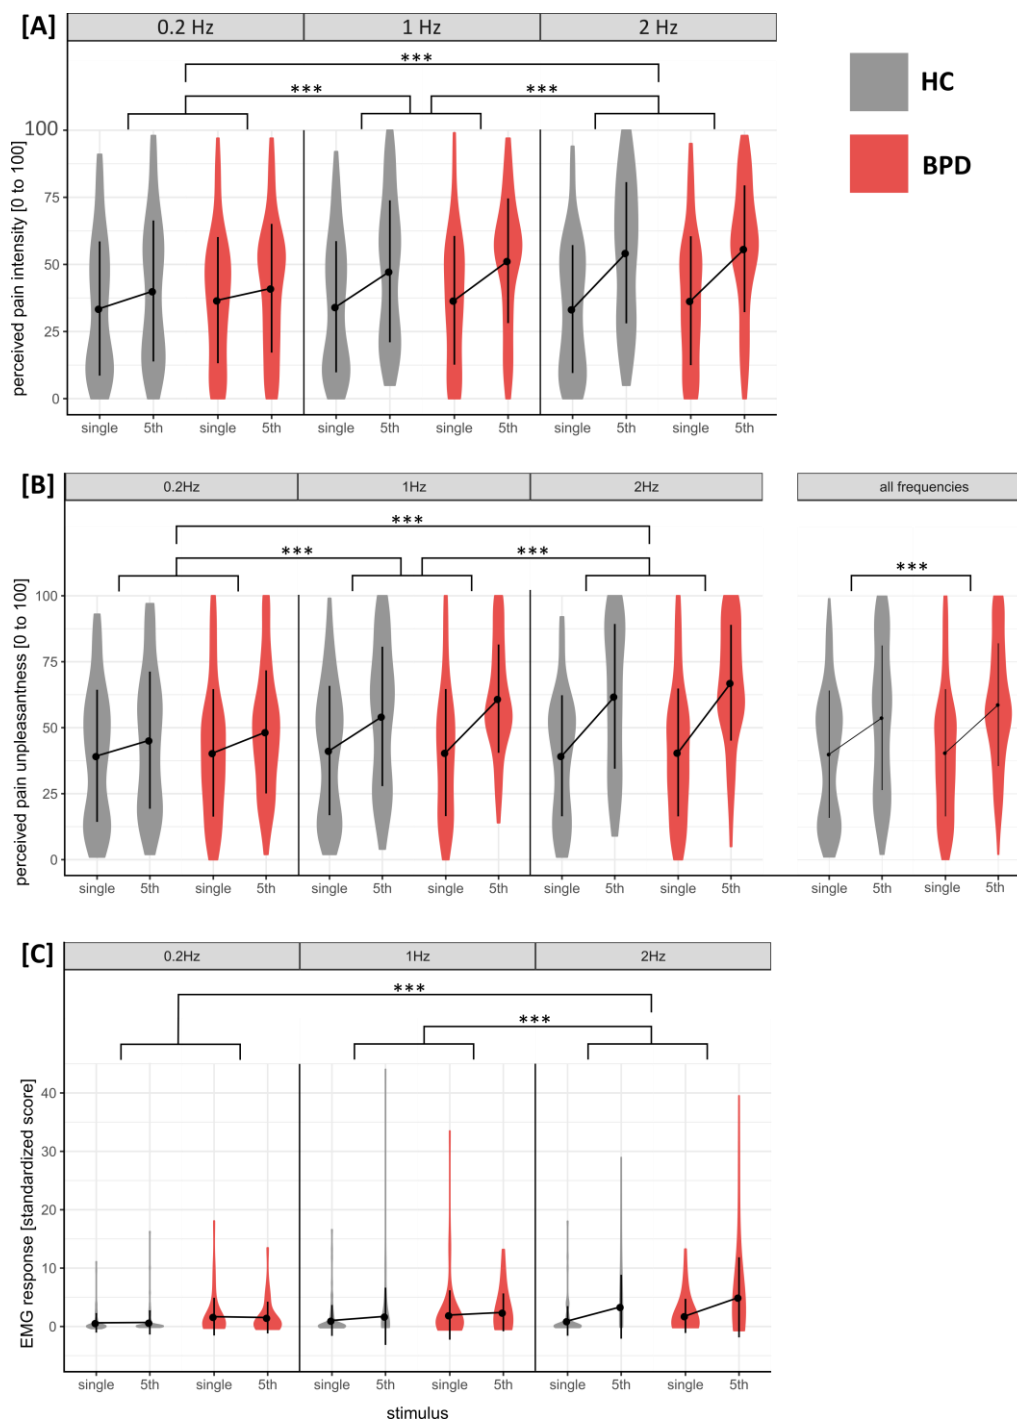 [A]
0.2 Hz 1 Hz 2 Hz
***
*** ***
HC
BPD
perceived pain intensity [0 to 100]
100
75
50
25
0
single 5th single 5th single 5th single 5th single 5th single 5th
[B]
0.2Hz 1Hz 2Hz all frequencies
***
*** *** ***
perceived pain unpleasantness [0 to 100]
100
75
50
25
0
single 5th single 5th single 5th single 5th single 5th single 5th single 5th single 5th
[C]
0.2Hz 1Hz 2Hz
***
***
EMG response [standardized score]
40
30
20
10
0
single 5th single 5th single 5th single 5th single 5th single 5th
stimulus